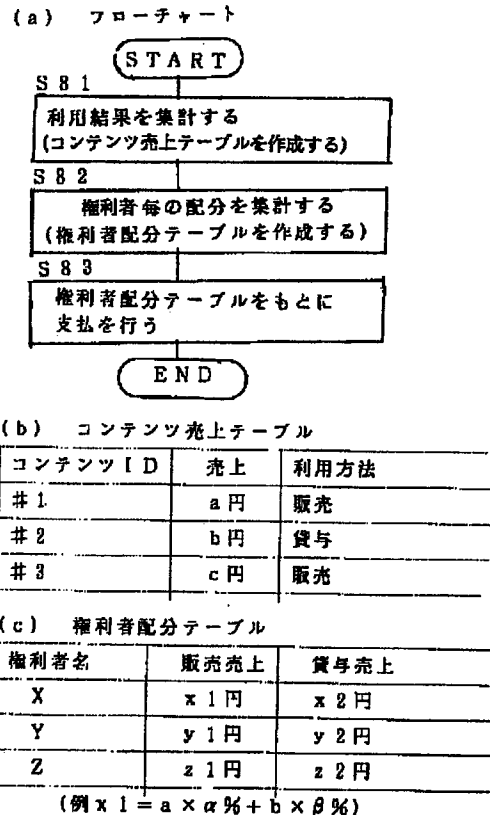 (a) フローチャート
START
S81
利用結果を集計する
(コンテンツ売上テーブルを作成する)
S82
権利者毎の配分を集計する
(権利者配分テーブルを作成する)
S83
権利者配分テーブルをもとに
支払を行う
END
(b) コンテンツ売上テーブル
コンテンツID 売上 利用方法
#1 a円 販売
#2 b円 貸与
#3 c円 販売
(c) 権利者配分テーブル
権利者名 販売売上 貸与売上
X x1円 x2円
Y y1円 y2円
Z z1円 z2円
(例x1=a×α%+b×β%)